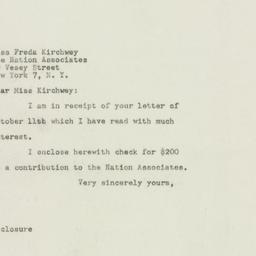 ss Freda Kirchwey
e Nation Associates
Vesey Street
w York 7, N. Y.
ar Miss Kirchwey:
I am in receipt of your letter of
tober 11th which I have read with much
terest.
I enclose herewith check for $200
a contribution to the Nation Associates.
Very sincerely yours,
closure